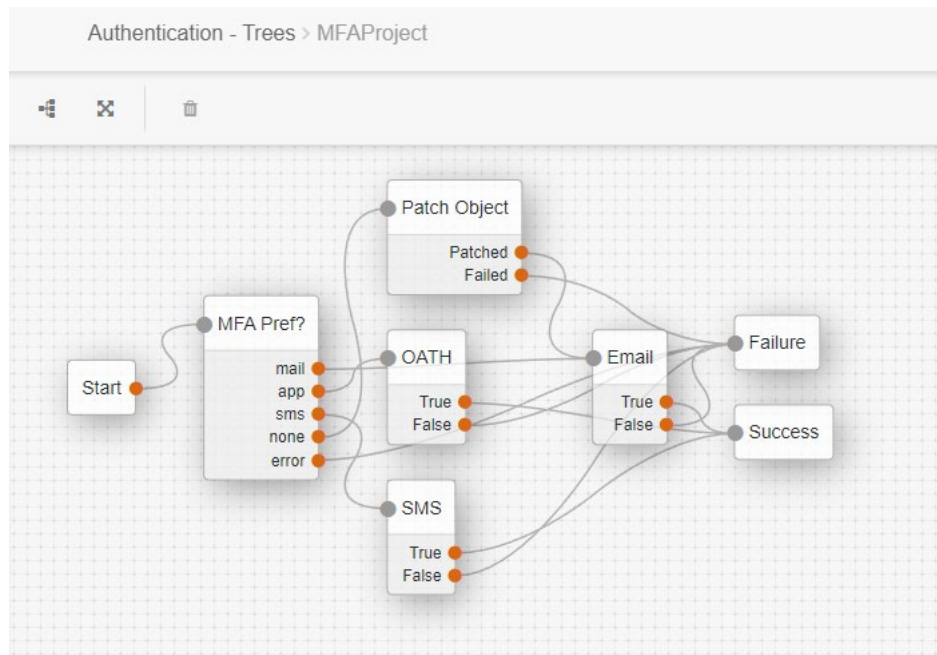 Authentication - Trees > MFAProject
Patch Object
Patched
Failed
MFA Pref?
mail
app
sms
none
error
Start
OATH
True
False
Email
True
False
Failure
Success
SMS
True
False